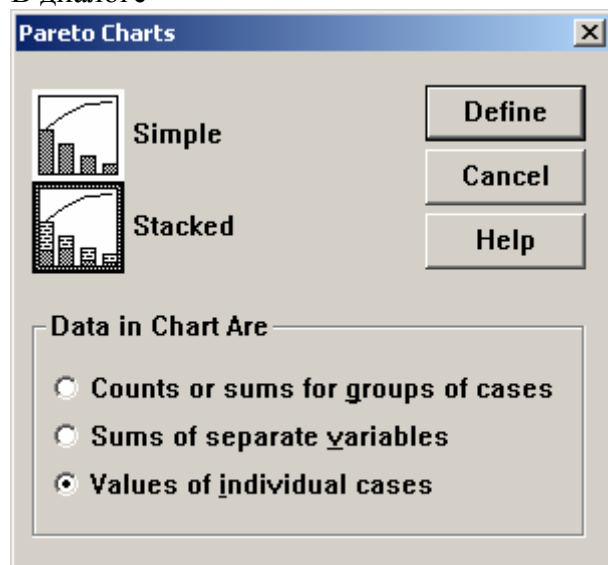 В диалоге
Pareto Charts
Simple
Define
Cancel
Stacked
Help
Data in Chart Are
Counts or sums for groups of cases
Sums of separate variables
Values of individual cases